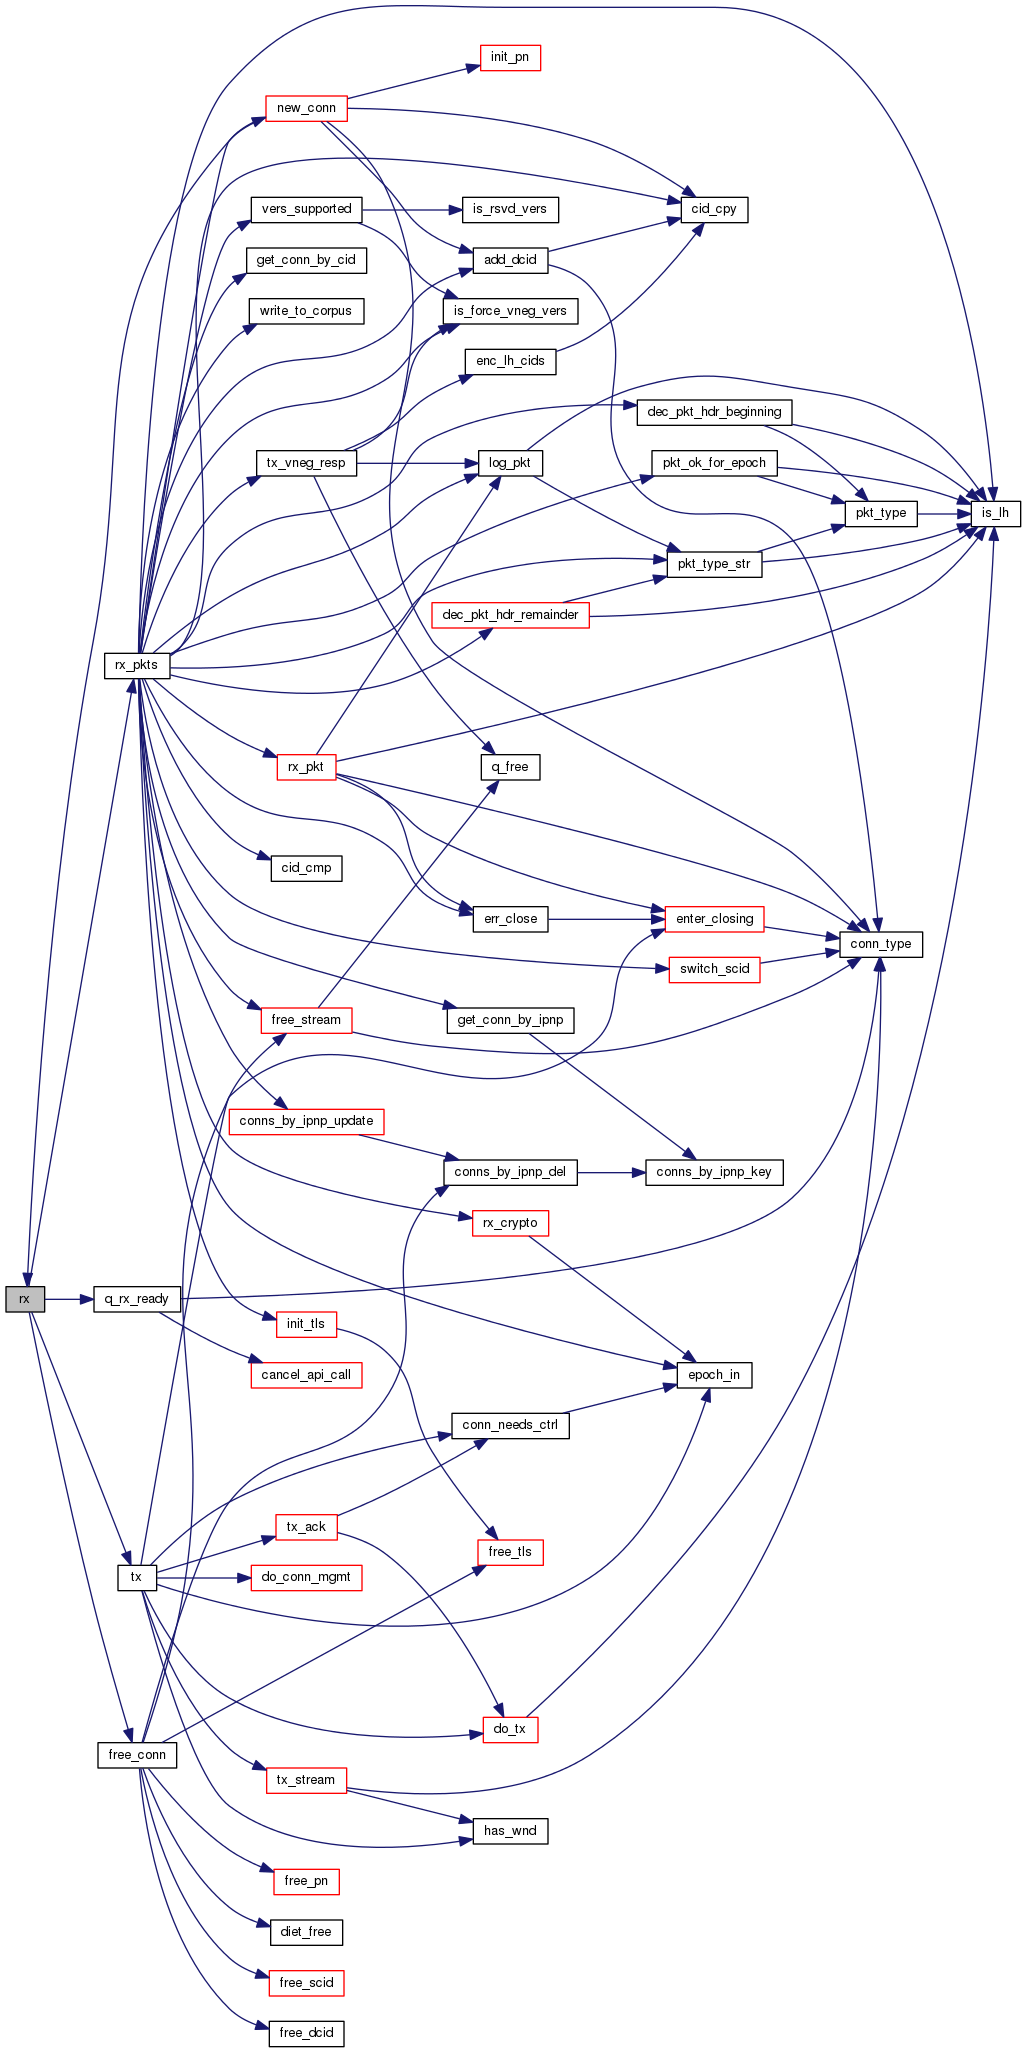 init_pn
new_conn
vers_supported
is_rsvd_vers
cid_cpy
get_conn_by_cid
add_dcid
write_to_corpus
is_force_vneg_vers
enc_lh_cids
dec_pkt_hdr_beginning
tx_vneg_resp
log_pkt
pkt_ok_for_epoch
pkt_type
is_lh
pkt_type_str
dec_pkt_hdr_remainder
rx_pkts
rx_pkt
q_free
cid_cmp
err_close
enter_closing
conn_type
switch_scid
free_stream
get_conn_by_ipnp
conns_by_ipnp_update
conns_by_ipnp_del
conns_by_ipnp_key
rx_crypto
rx
q_rx_ready
init_tls
cancel_api_call
epoch_in
conn_needs_ctrl
tx_ack
free_tls
tx
do_conn_mgmt
do_tx
free_conn
tx_stream
has_wnd
free_pn
diet_free
free_scid
free_dcid